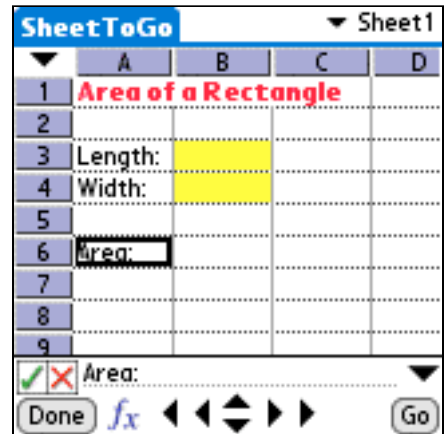 SheetToGo Sheet1
A B C D
1 Area of a Rectangle
2
3 Length:
4 Width:
5
6 Area:
7
8
9
Area:
Done fx Go